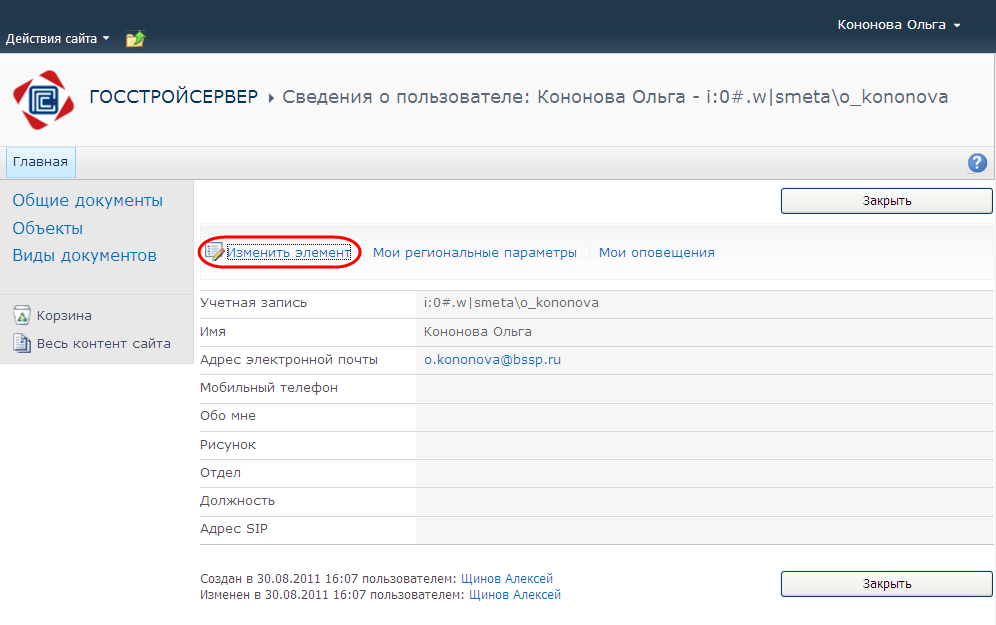 Кононова Ольга
Действия сайта
ГОССТРОЙСЕРВЕР Сведения о пользователе: Кононова Ольга - i:0#.w|smeta\o_kononova
Главная
?
Общие документы
Объекты
Виды документов
Корзина
Весь контент сайта
Закрыть
Изменить элемент Мои региональные параметры Мои оповещения
Учетная запись i:0#.w|smeta\o_kononova
Имя Кононова Ольга
Адрес электронной почты o.kononova@bssp.ru
Мобильный телефон
Обо мне
Рисунок
Отдел
Должность
Адрес SIP
Создан в 30.08.2011 16:07 пользователем: Щинов Алексей
Изменен в 30.08.2011 16:07 пользователем: Щинов Алексей
Закрыть